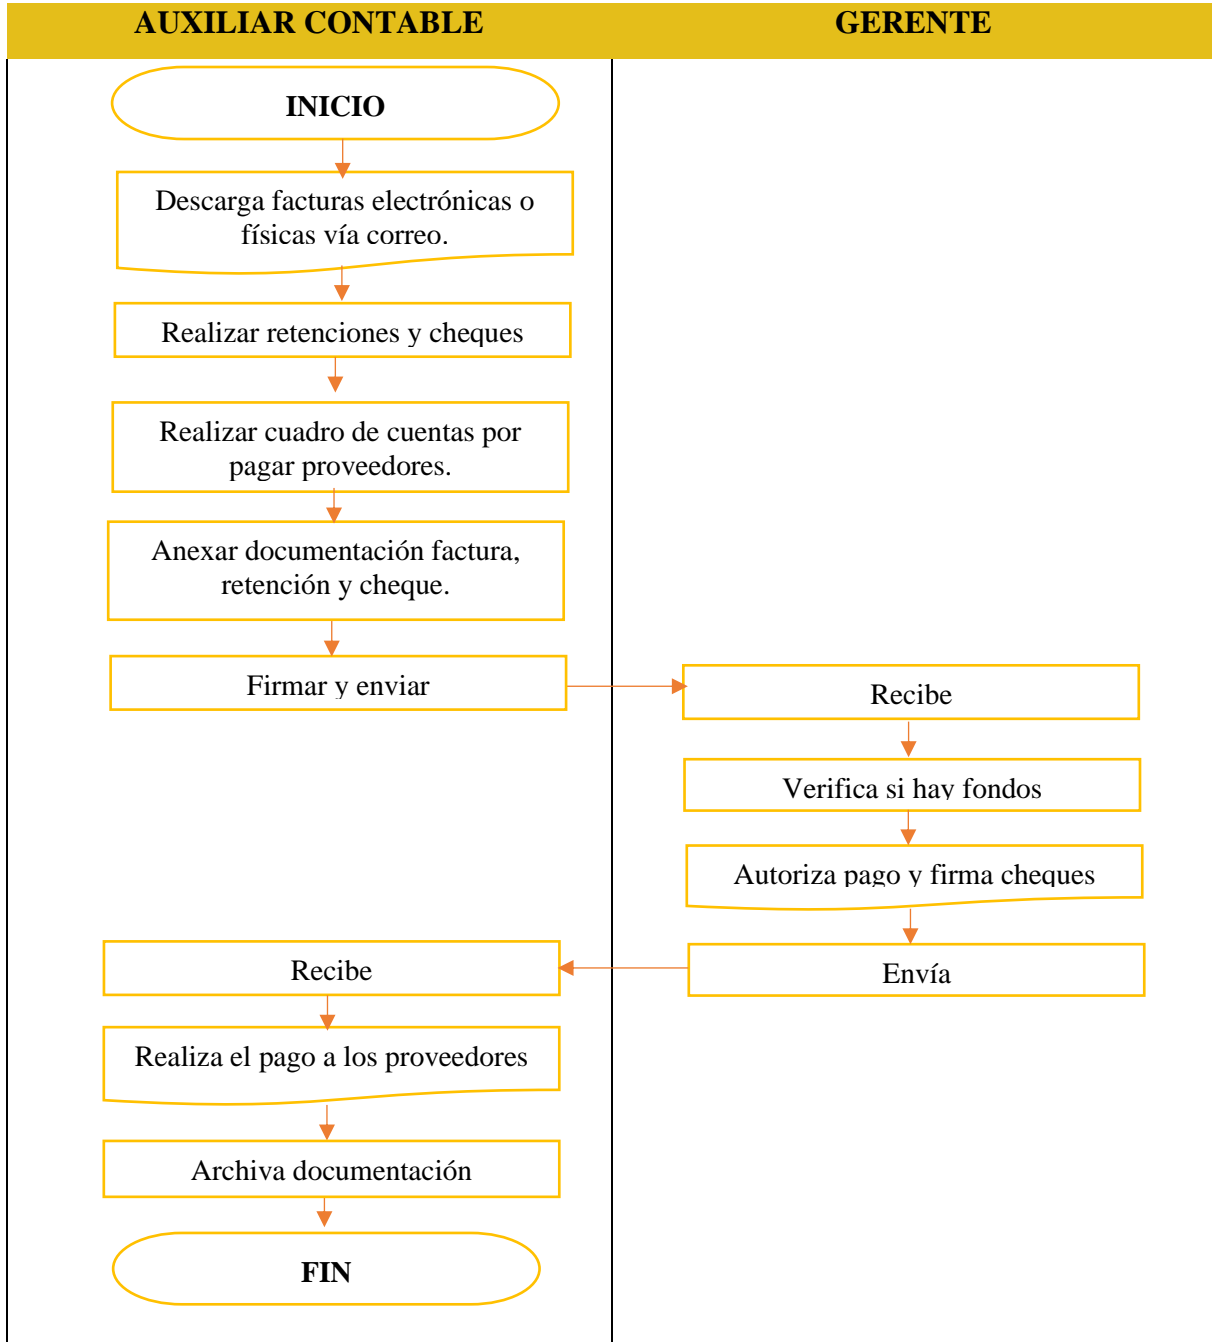 AUXILIAR CONTABLE
GERENTE
INICIO
Descarga facturas electrónicas o
físicas vía correo.
Realizar retenciones y cheques
Realizar cuadro de cuentas por
pagar proveedores.
Anexar documentación factura,
retención y cheque.
Firmar y enviar
Recibe
Verifica si hay fondos
Autoriza pago y firma cheques
Envía
Recibe
Realiza el pago a los proveedores
Archiva documentación
FIN